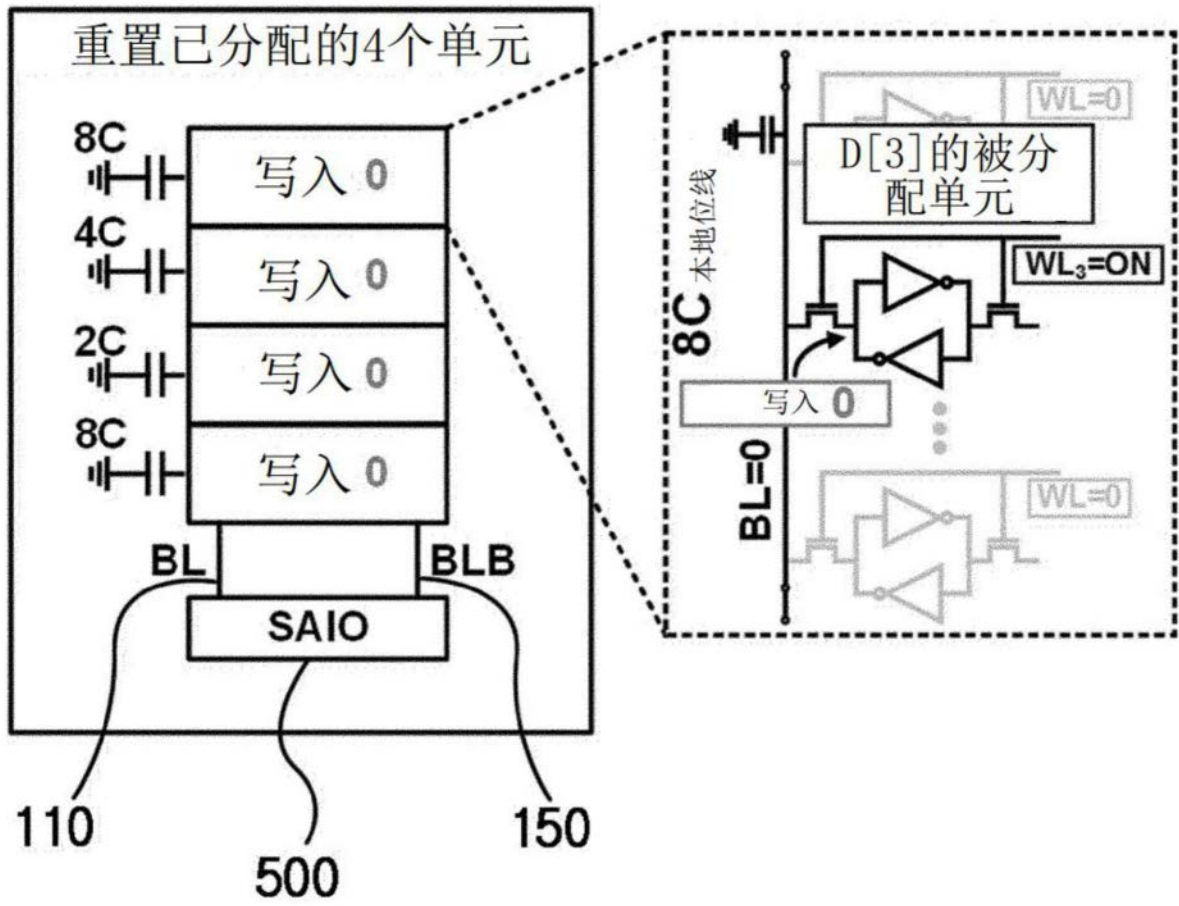 重置已分配的4个单元
8C
写入 0
4C
写入 0
2C
写入 0
8C
写入 0
BL
BLB
SAIO
110
500
150
WL=0
D[3]的被分
配单元
8C 本地位线
WL₃=ON
写入 0
BL=0
WL=0